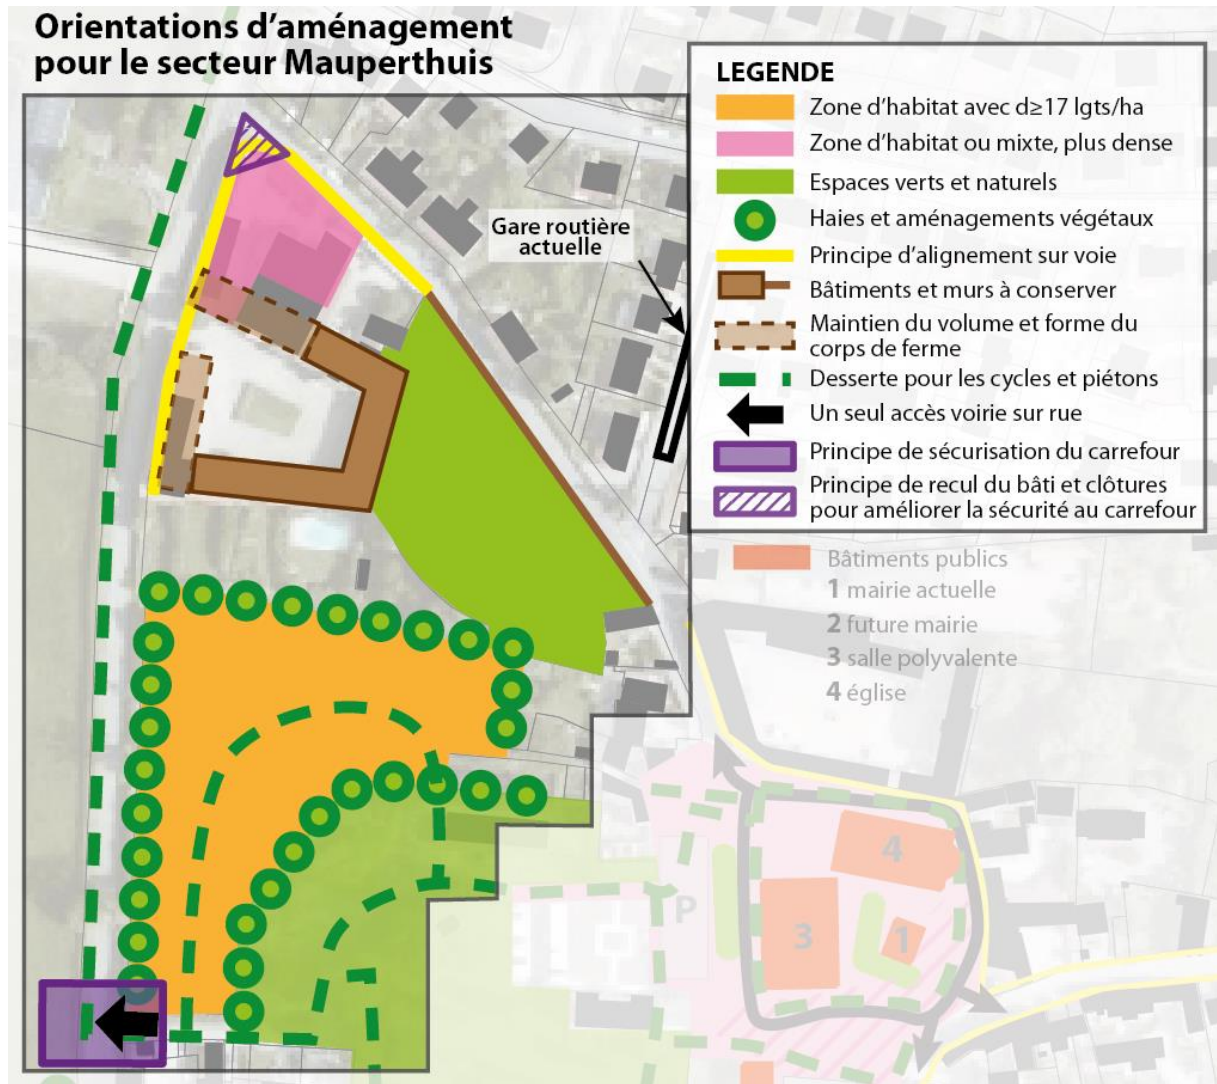 Orientations d’aménagement
pour le secteur Mauperthuis
LEGENDE
Zone d’habitat avec d≥17 lgts/ha
Zone d’habitat ou mixte, plus dense
Espaces verts et naturels
Haies et aménagements végétaux
Principe d’alignement sur voie
Bâtiments et murs à conserver
Maintien du volume et forme du
corps de ferme
Desserte pour les cycles et piétons
Un seul accès voirie sur rue
Principe de sécurisation du carrefour
Principe de recul du bâti et clôtures
pour améliorer la sécurité au carrefour
Gare routière
actuelle
Bâtiments publics
1 mairie actuelle
2 future mairie
3 salle polyvalente
4 église
4
P
3
1